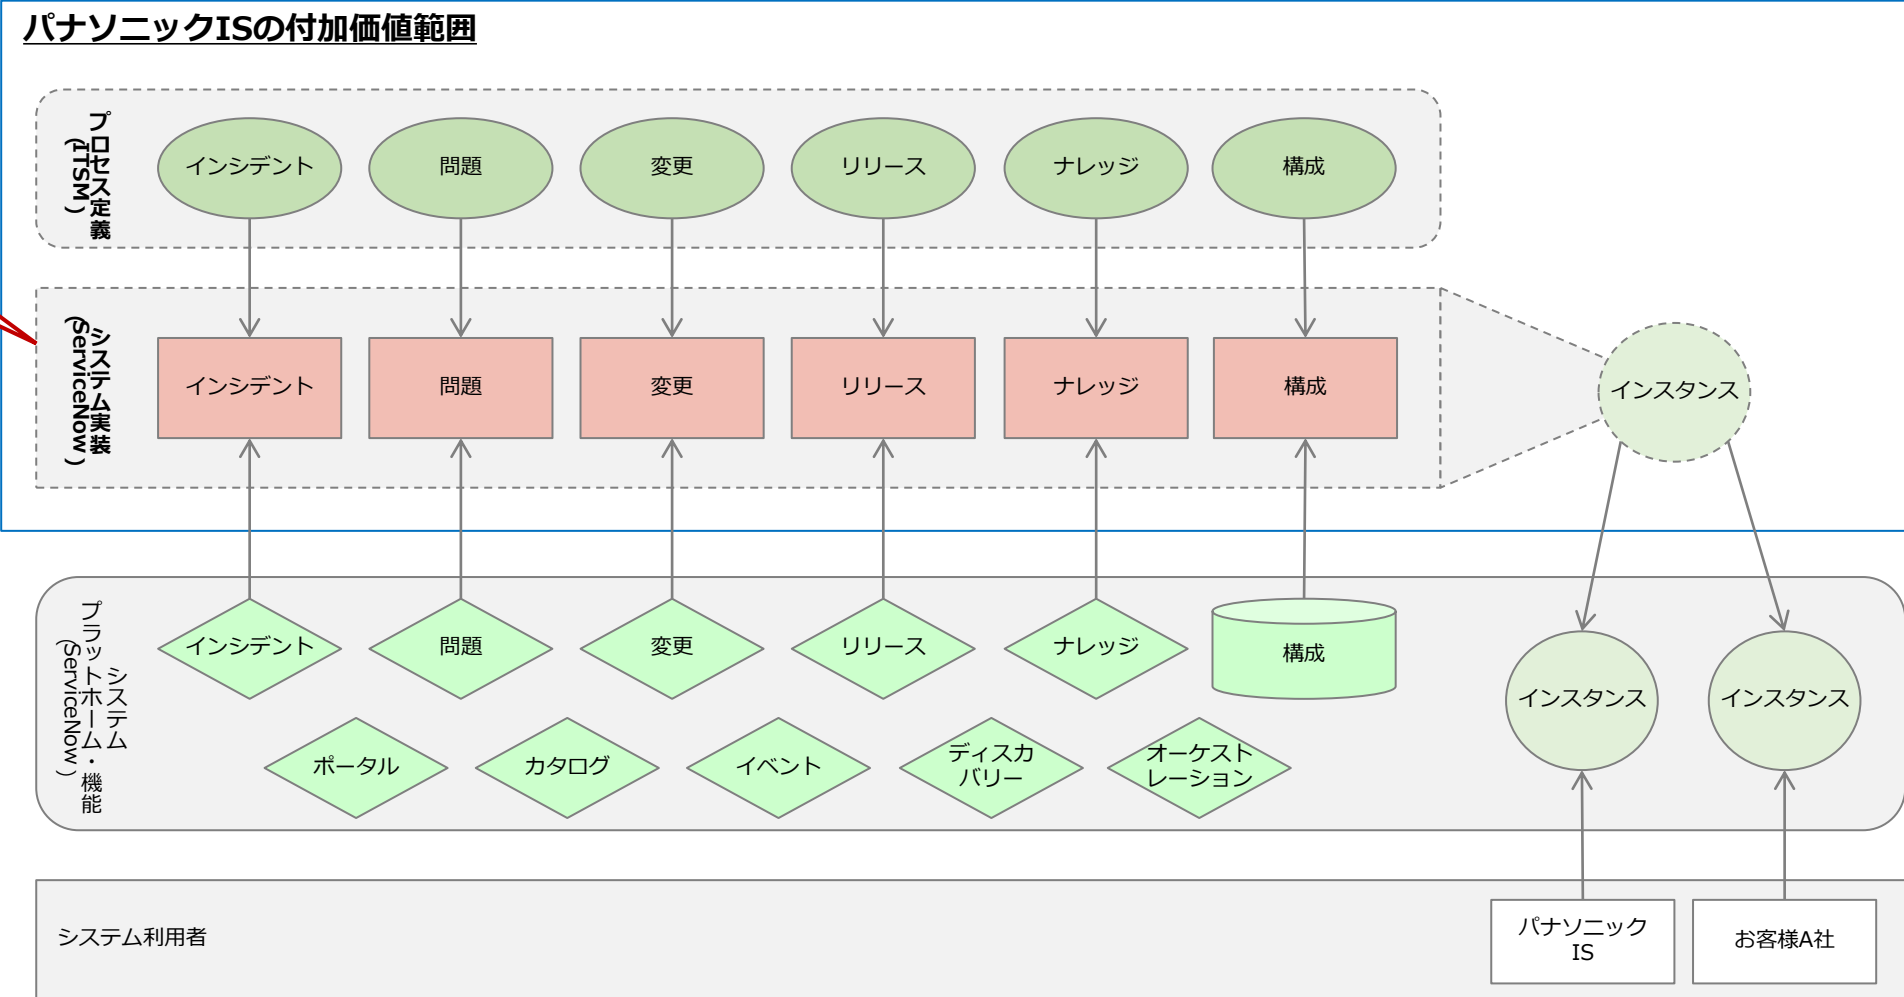 パナソニックISの付加価値範囲
プロセス定義
(ITSM)
インシデント
問題
変更
リリース
ナレッジ
構成
システム実装
(ServiceNow)
インシデント
問題
変更
リリース
ナレッジ
構成
インスタンス
システム
プラットホーム・機能
(ServiceNow)
インシデント
問題
変更
リリース
ナレッジ
構成
インスタンス
インスタンス
ポータル
カタログ
イベント
ディスカ
バリー
オーケスト
レーション
システム利用者
パナソニック
IS
お客様A社